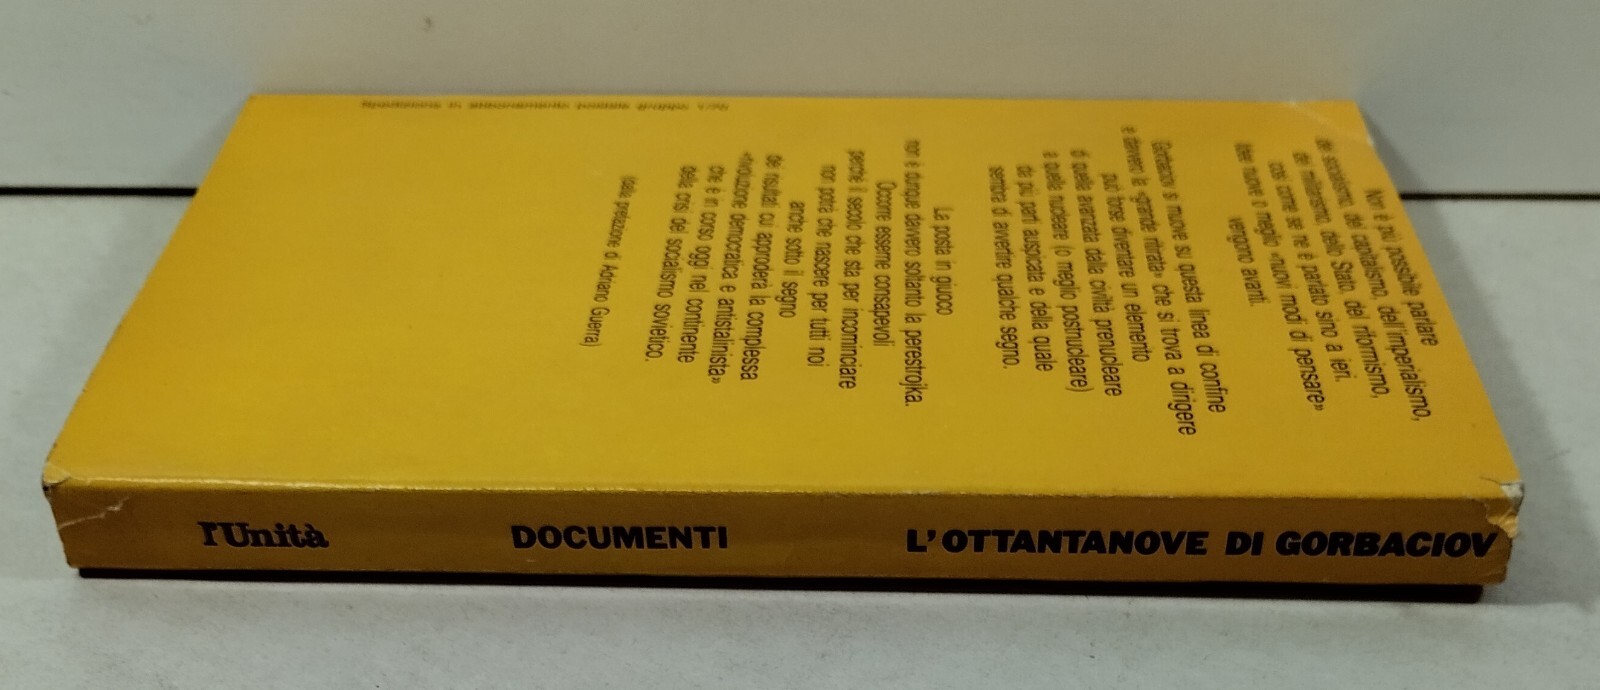 Non è più possibile parlare
del socialismo, del capitalismo, dell'imperialismo,
del militarismo, dello Stato, del riformismo,
così come se ne è parlato sino a ieri.
Idee nuove o meglio «nuovi modi di pensare»
vengono avanti.
Gorbaciov si muove su questa linea di confine
e davvero la «grande ritirata» che si trova a dirigere
può forse diventare un elemento
di quella avanzata dalla civiltà prenucleare
a quella nucleare (o meglio postnucleare)
da più parti auspicata e della quale
sembra di avvertire qualche segno.
La posta in giuoco
non è dunque davvero soltanto la perestrojka.
Occorre esserne consapevoli
perché il secolo che sta per incominciare
non potrà che nascere per tutti noi
anche sotto il segno
dei risultati cui approderà la complessa
«rivoluzione democratica e antistalinista»
che è in corso oggi nel continente
della crisi del socialismo sovietico.
(dalla prefazione di Adriano Guerra)
Spedizione in abbonamento postale gruppo 1/70
l'Unità
DOCUMENTI
L'OTTANTANOVE DI GORBACIOV